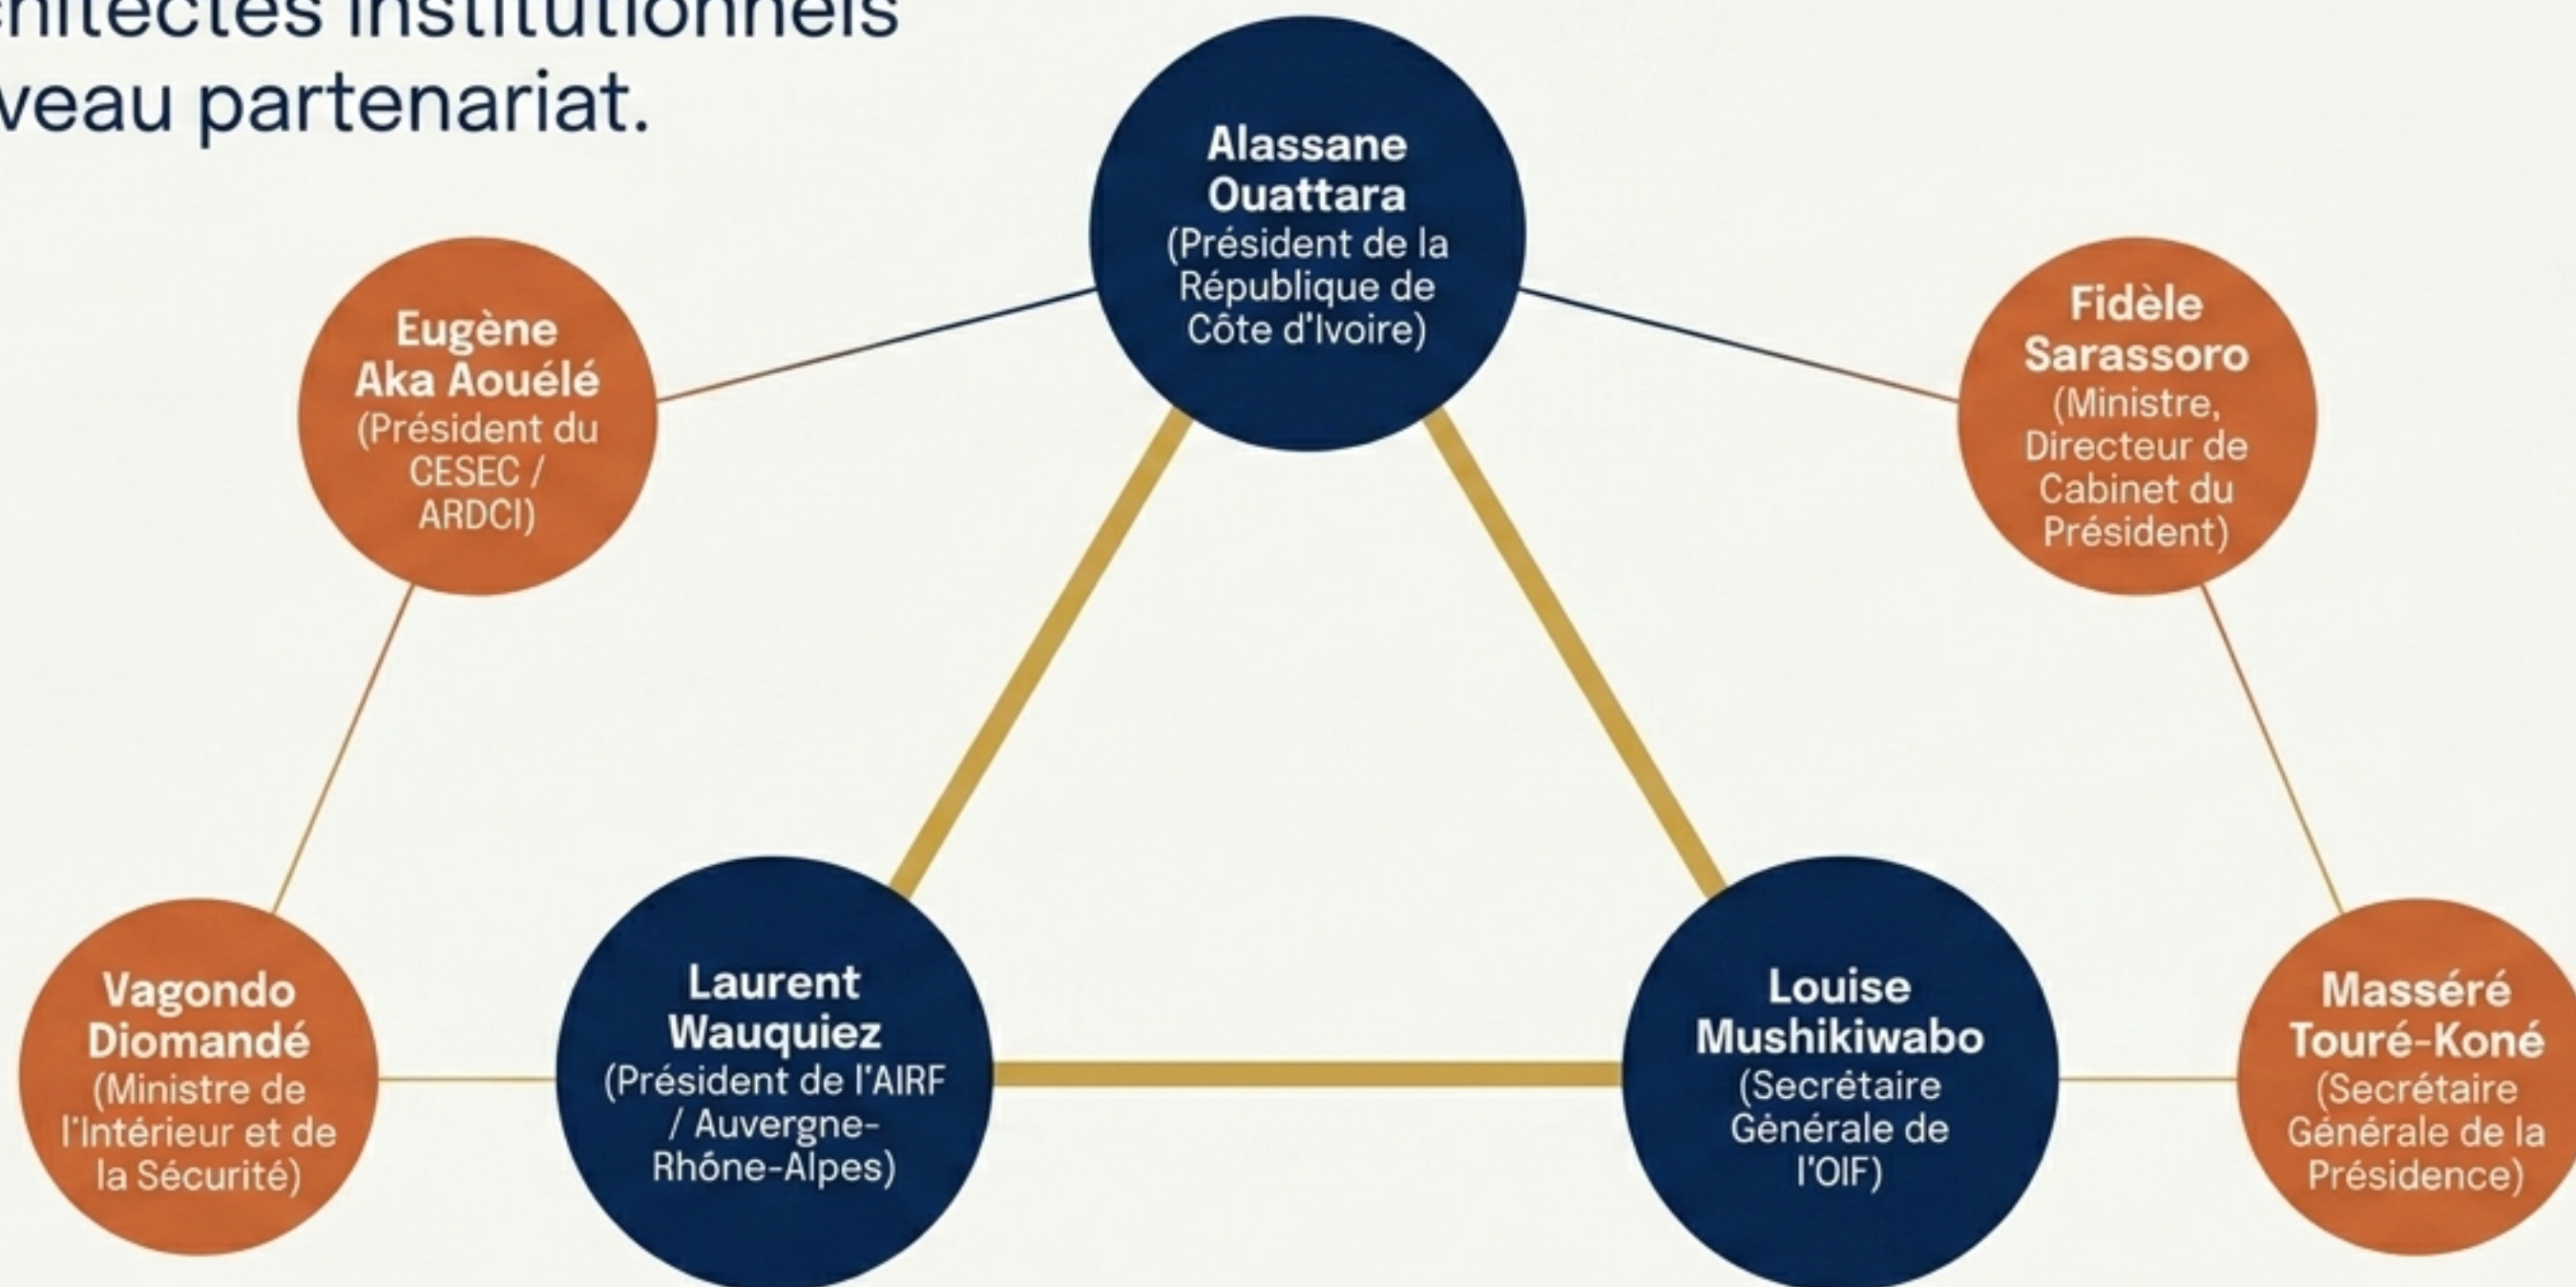 chitectes institutionnels
veau partenariat.
Alassane
Ouattara
(Président de la
République de
Côte d'Ivoire)
Eugène
Aka Aouélé
(Président du
CESEC /
ARDCI)
Fidèle
Sarassoro
(Ministre,
Directeur de
Cabinet du
Président)
Vagondo
Diomandé
(Ministre de
l'Intérieur et de
la Sécurité)
Laurent
Wauquiez
(Président de l'AIRF
/ Auvergne-
Rhône-Alpes)
Louise
Mushikiwabo
(Secrétaire
Générale de
l'OIF)
Masséré
Touré-Koné
(Secrétaire
Générale de la
Présidence)